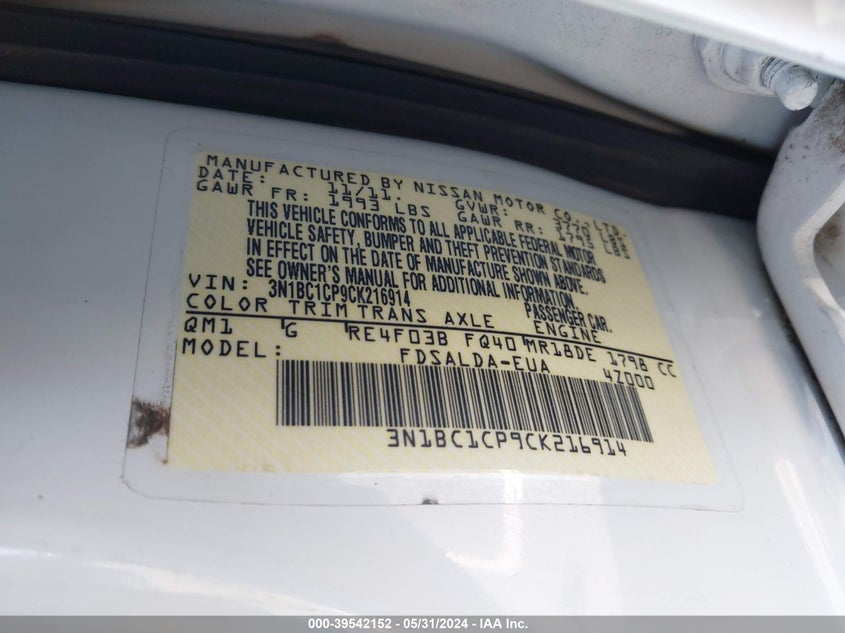 MANUFACTURED BY NISSAN MOTOR CO., LTD.
DATE: 11/11. GVWR: 3770 LBS
GAWR FR: 1993 LBS GAWR RR: 1795 LBS
THIS VEHICLE CONFORMS TO ALL APPLICABLE FEDERAL MOTOR
VEHICLE SAFETY, BUMPER AND THEFT PREVENTION STANDARDS
IN EFFECT ON THE DATE OF MANUFACTURE SHOWN ABOVE.
SEE OWNER'S MANUAL FOR ADDITIONAL INFORMATION.
VIN: 3N1BC1CP9CK216914 PASSENGER CAR.
COLOR TRIM TRANS AXLE ENGINE
QM1 G RE4F03B FQ40 MR18DE 1798 CC
MODEL: FDSALDA-EUA 4Z000
3N1BC1CP9CK216914
000-39542152 - 05/31/2024 - IAA Inc.